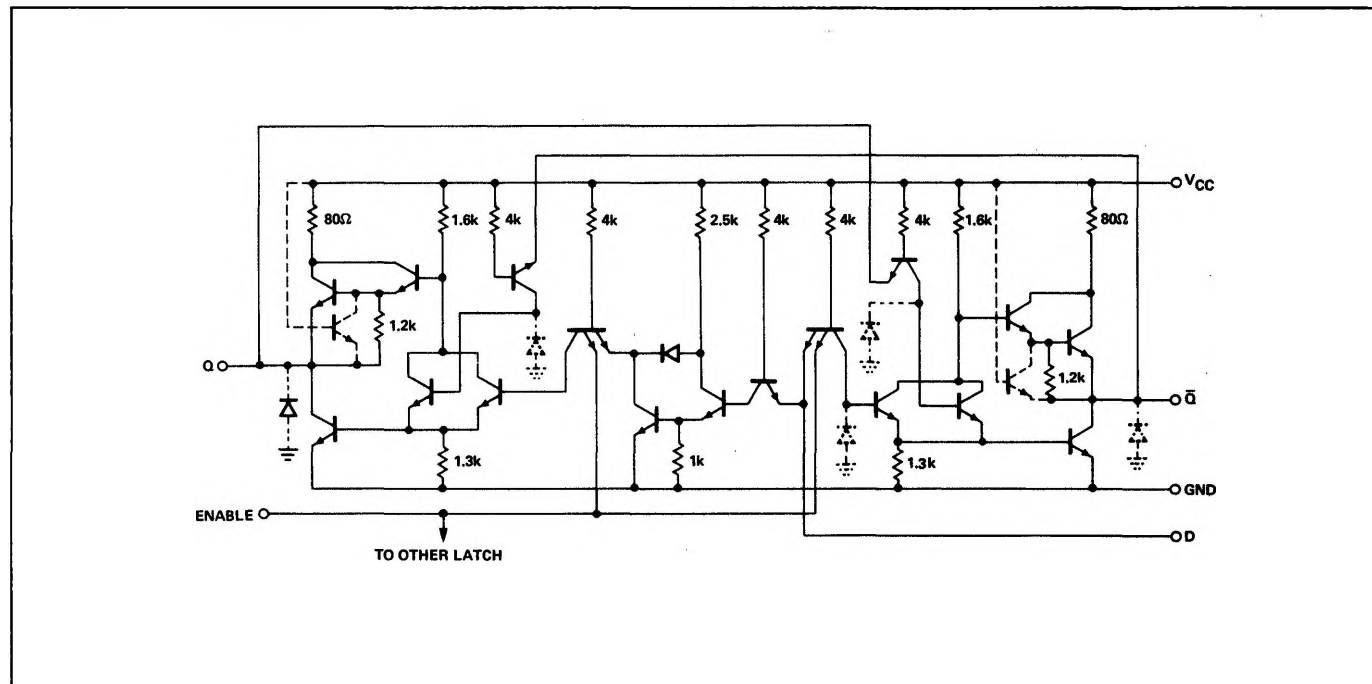 VCC
80Ω
1.6k
4k
4k
2.5k
4k
4k
4k
1.6k
80Ω
1.2k
1.2k
Q
Q̄
1.3k
1k
1.3k
GND
ENABLE
D
TO OTHER LATCH